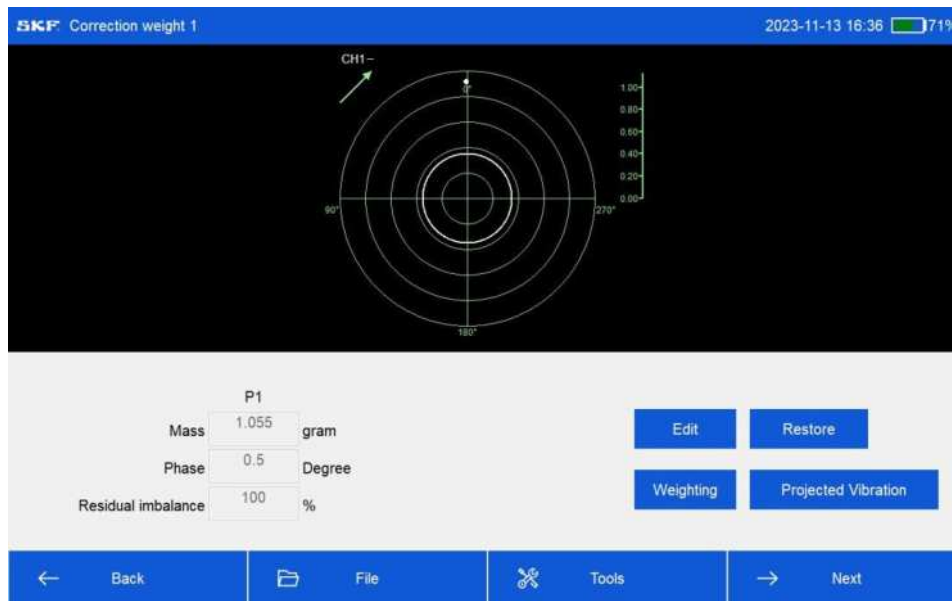 SKF. Correction weight 1
2023-11-13 16:36 71%
CH1-
0°
1.00
0.80
0.60
0.40
0.20
0.00
90°
270°
180°
P1
Mass 1.055 gram
Phase 0.5 Degree
Residual imbalance 100 %
Edit Restore
Weighting Projected Vibration
Back File Tools Next